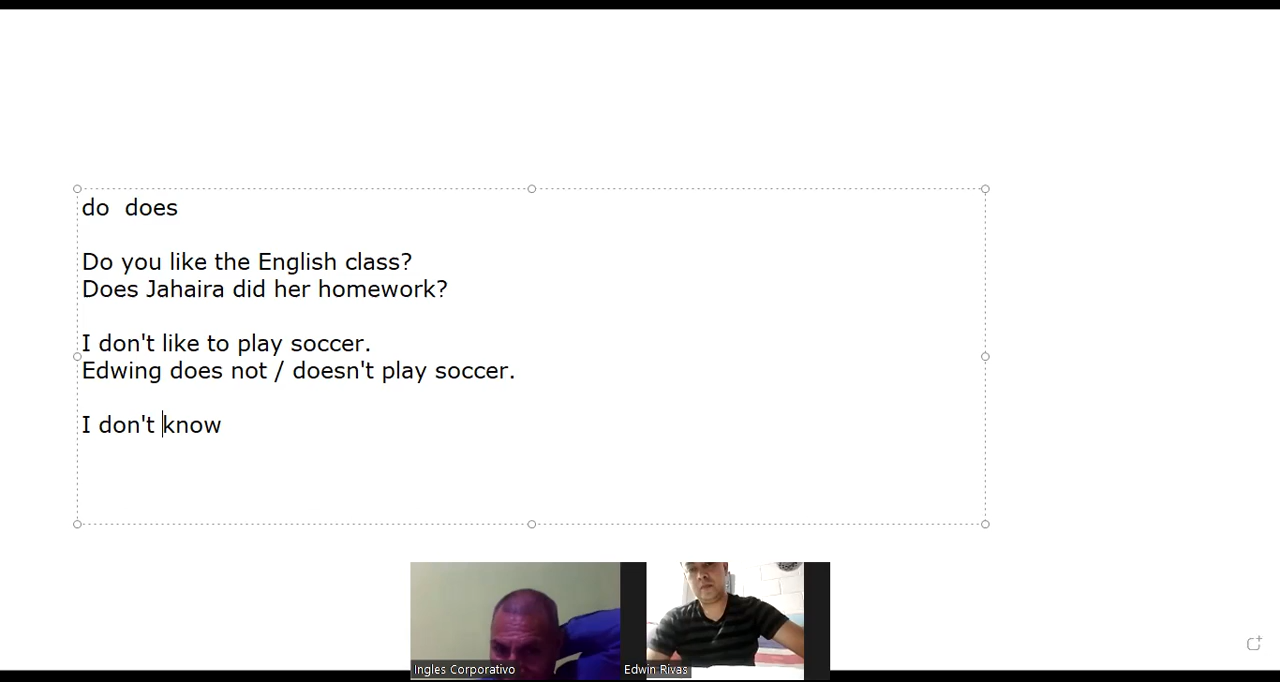 do does
Do you like the English class?
Does Jahaira did her homework?
I don't like to play soccer.
Edwing does not / doesn't play soccer.
I don't know
Ingles Corporativo
Edwin Rivas